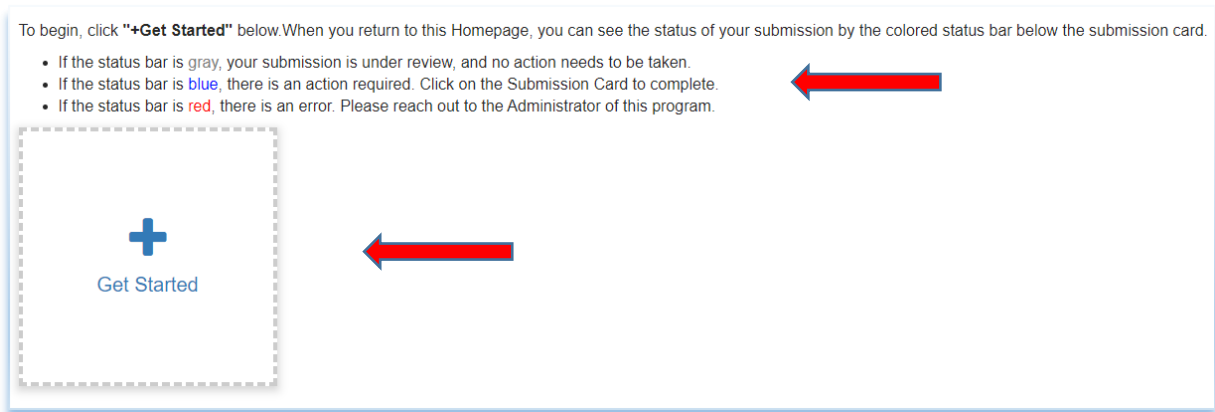 To begin, click "+Get Started" below.When you return to this Homepage, you can see the status of your submission by the colored status bar below the submission card.
• If the status bar is gray, your submission is under review, and no action needs to be taken.
• If the status bar is blue, there is an action required. Click on the Submission Card to complete.
• If the status bar is red, there is an error. Please reach out to the Administrator of this program.
Get Started